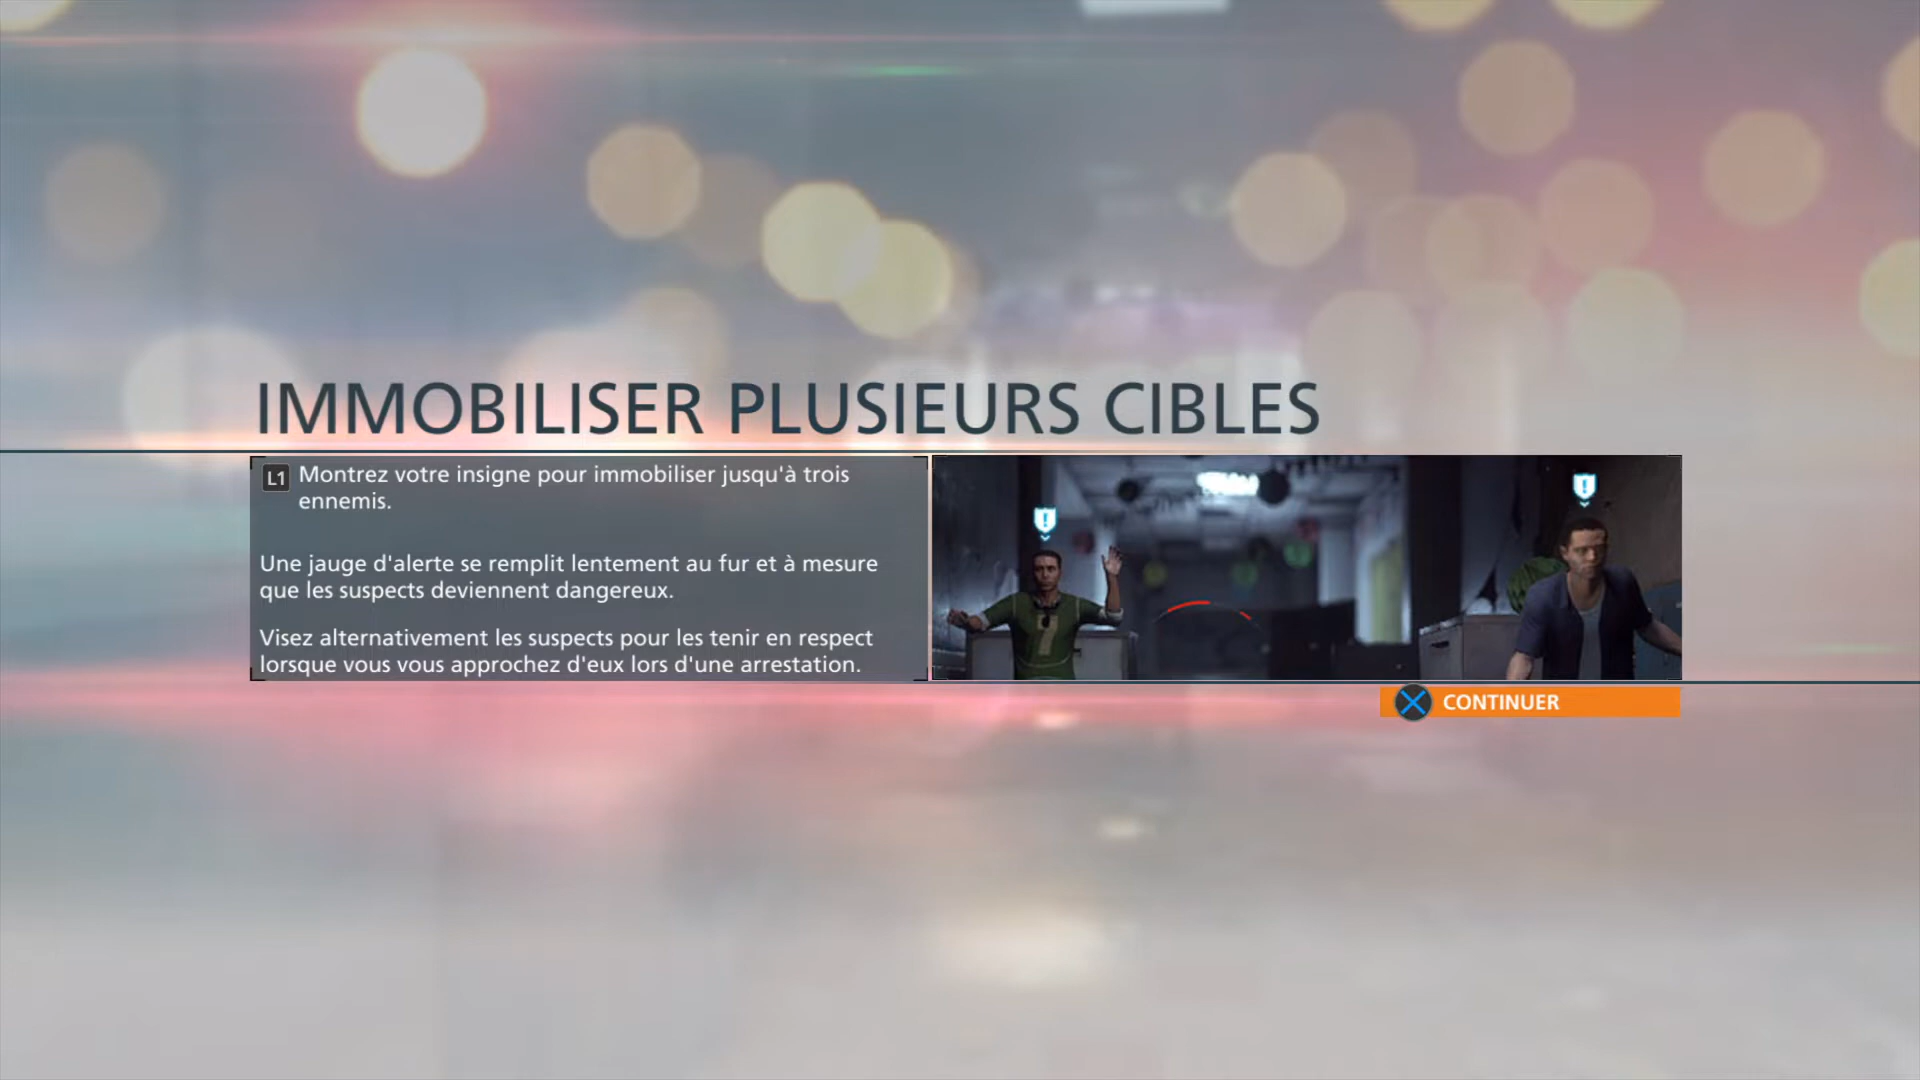 IMMOBILISER PLUSIEURS CIBLES
L1 Montrez votre insigne pour immobiliser jusqu'à trois
ennemis.
Une jauge d'alerte se remplit lentement au fur et à mesure
que les suspects deviennent dangereux.
Visez alternativement les suspects pour les tenir en respect
lorsque vous vous approchez d'eux lors d'une arrestation.
CONTINUER